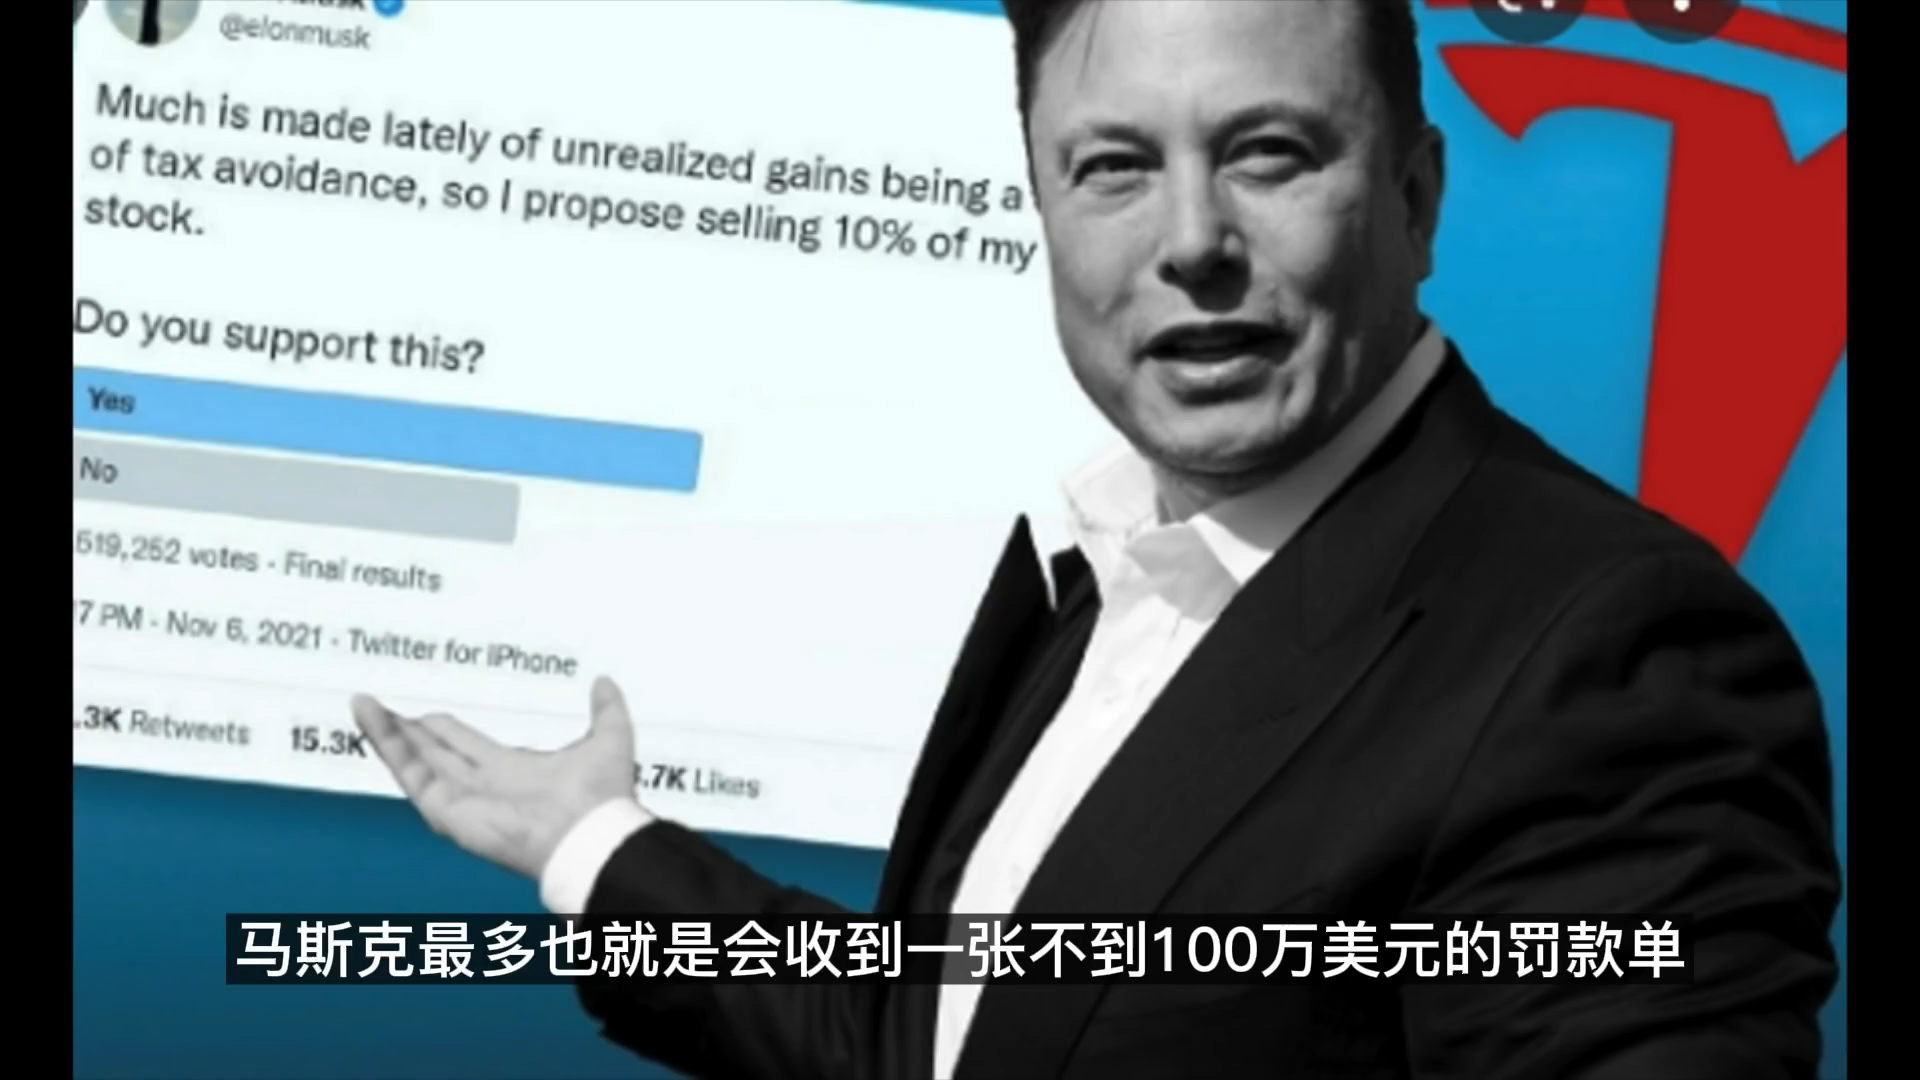 @elonmusk
Much is made lately of unrealized gains being a
of tax avoidance, so I propose selling 10% of my
stock.
Do you support this?
Yes
No
519,252 votes · Final results
7 PM · Nov 6, 2021 · Twitter for iPhone
.3K Retweets 15.3K .7K Likes
马斯克最多也就是会收到一张不到100万美元的罚款单